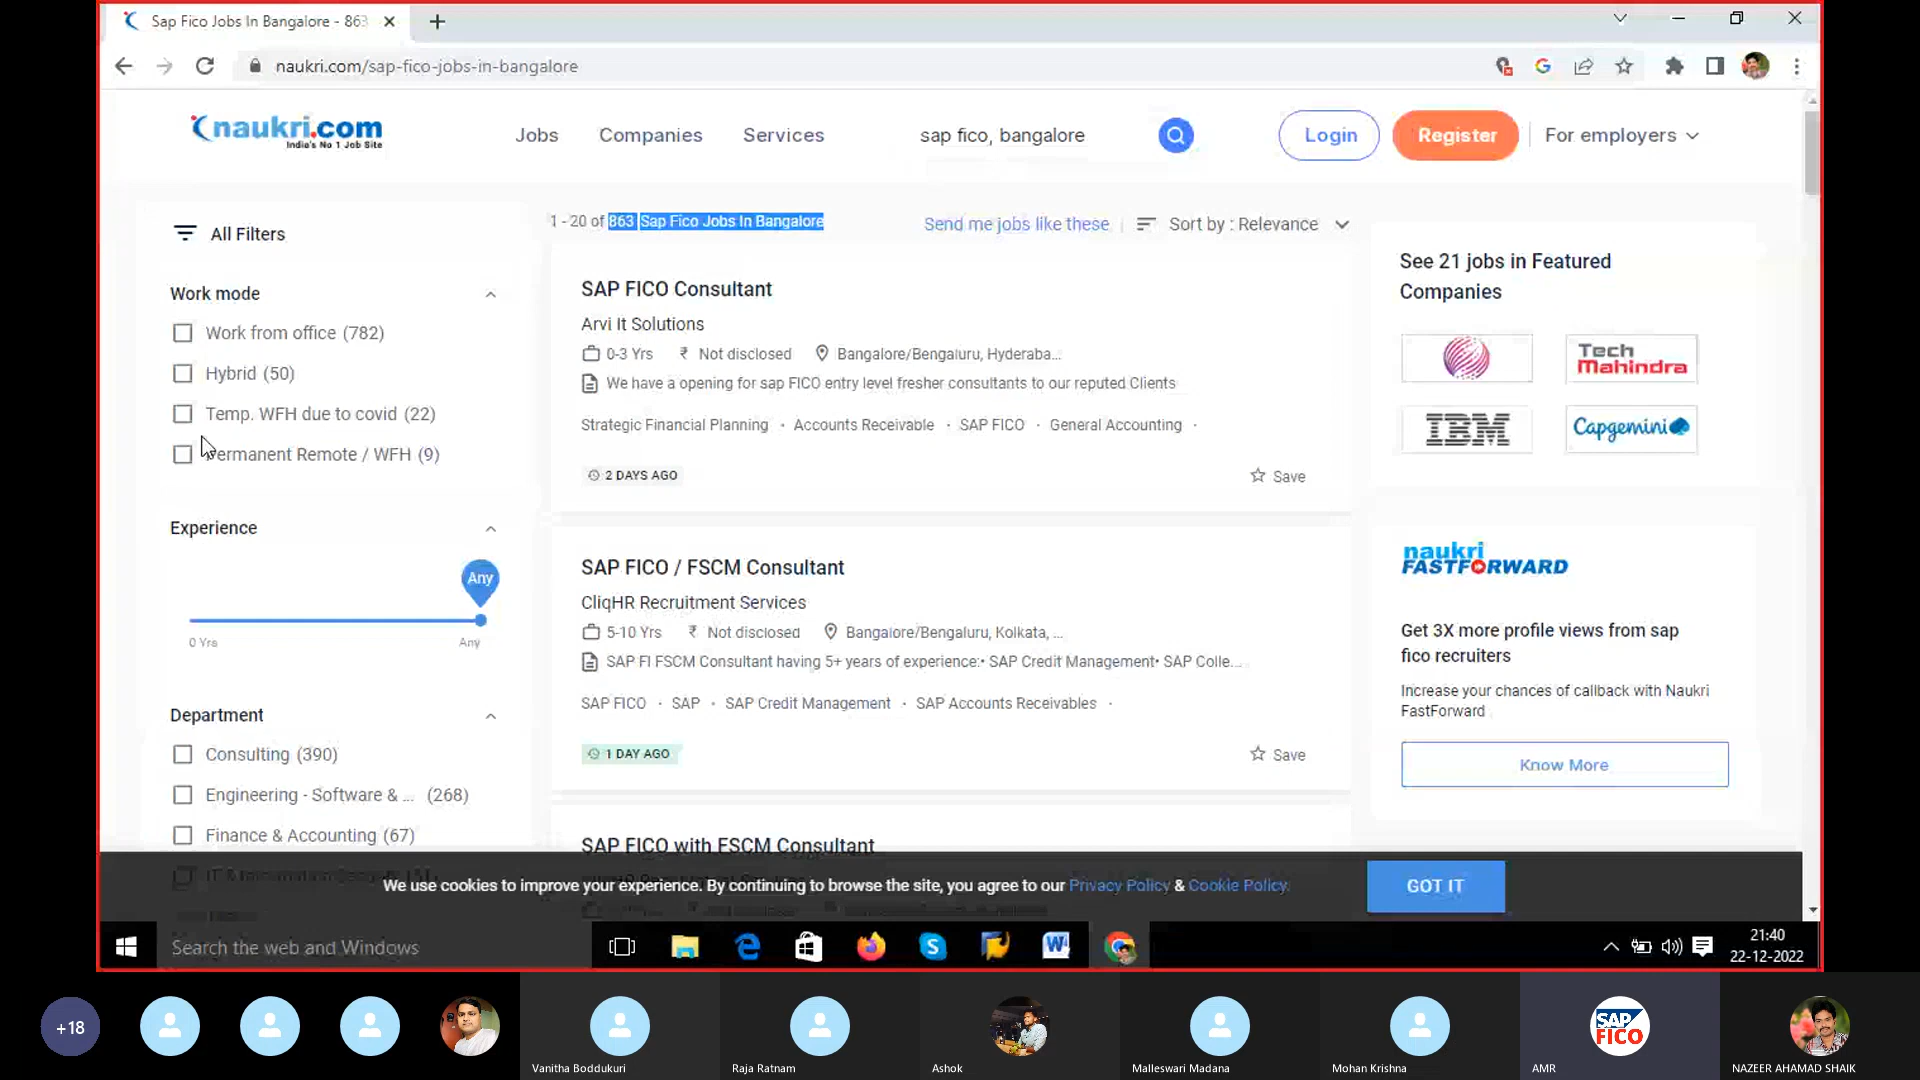 Sap Fico Jobs In Bangalore - 863
naukri.com/sap-fico-jobs-in-bangalore
naukri.com
India's No 1 Job Site
Jobs
Companies
Services
sap fico, bangalore
Login
Register
For employers
All Filters
Work mode
Work from office (782)
Hybrid (50)
Temp. WFH due to covid (22)
Permanent Remote / WFH (9)
Experience
Any
0 Yrs
Any
Department
Consulting (390)
Engineering - Software & ... (268)
Finance & Accounting (67)
1 - 20 of 863 Sap Fico Jobs In Bangalore
Send me jobs like these
Sort by : Relevance
SAP FICO Consultant
Arvi It Solutions
0-3 Yrs ₹ Not disclosed Bangalore/Bengaluru, Hyderaba...
We have a opening for sap FICO entry level fresher consultants to our reputed Clients
Strategic Financial Planning · Accounts Receivable · SAP FICO · General Accounting ·
2 DAYS AGO
Save
SAP FICO / FSCM Consultant
CliqHR Recruitment Services
5-10 Yrs ₹ Not disclosed Bangalore/Bengaluru, Kolkata, ...
SAP FI FSCM Consultant having 5+ years of experience:• SAP Credit Management• SAP Colle...
SAP FICO · SAP · SAP Credit Management · SAP Accounts Receivables ·
1 DAY AGO
Save
SAP FICO with FSCM Consultant
See 21 jobs in Featured
Companies
Tech
Mahindra
IBM
Capgemini
naukri
FASTFORWARD
Get 3X more profile views from sap
fico recruiters
Increase your chances of callback with Naukri
FastForward
Know More
We use cookies to improve your experience. By continuing to browse the site, you agree to our Privacy Policy & Cookie Policy.
GOT IT
Search the web and Windows
21:40
22-12-2022
+18
Vanitha Boddukuri
Raja Ratnam
Ashok
Malleswari Madana
Mohan Krishna
SAP
FICO
AMR
NAZEER AHAMAD SHAIK